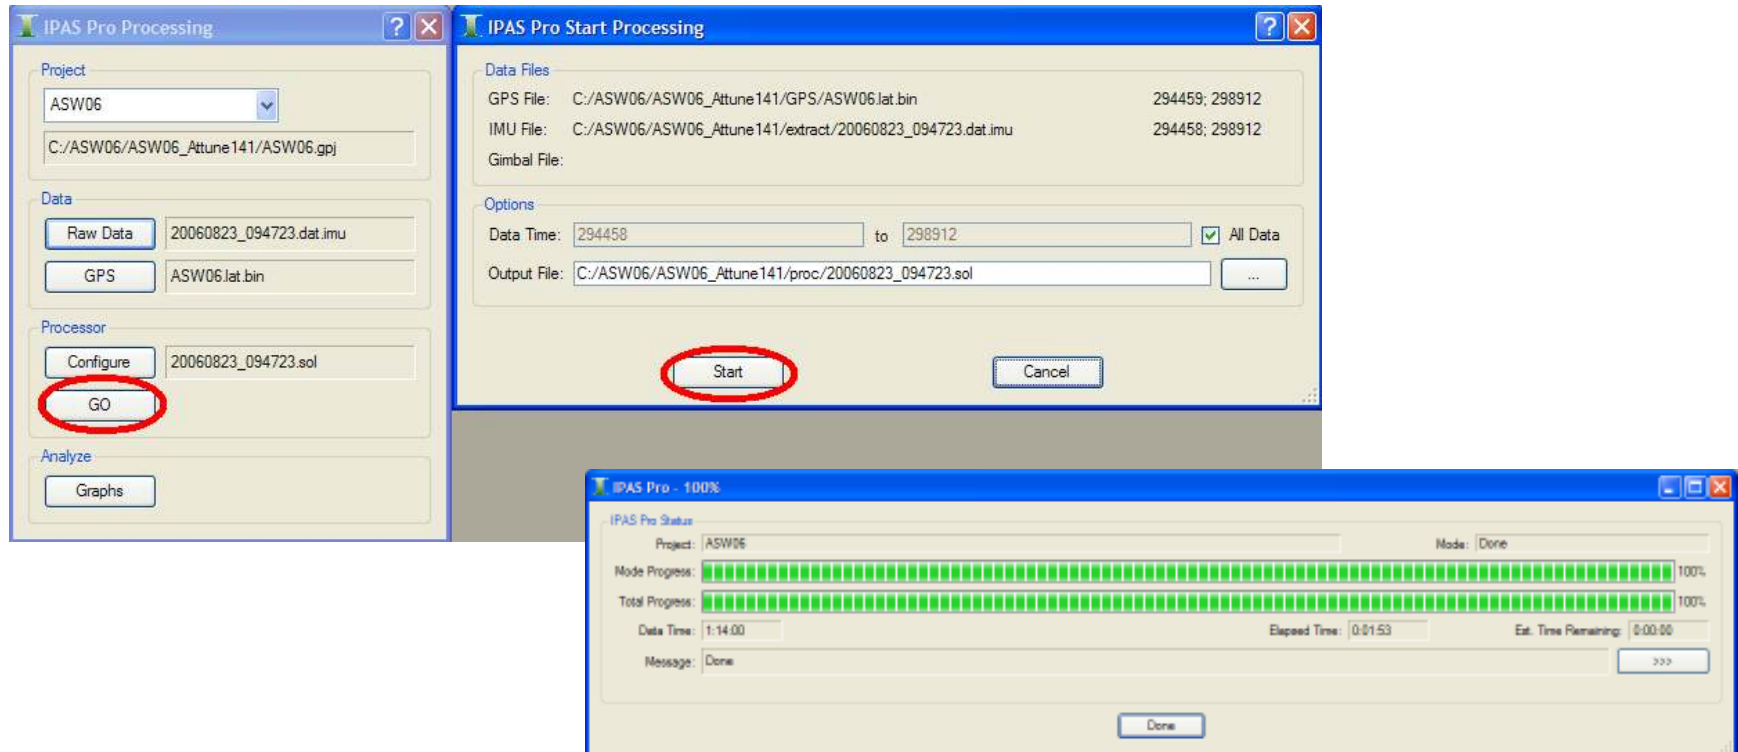 IPAS Pro Processing
Project
ASW06
C:/ASW06/ASW06_Attune141/ASW06.gpj
Data
Raw Data 20060823_094723.dat.imu
GPS ASW06.lat.bin
Processor
Configure 20060823_094723.sol
GO
Analyze
Graphs
IPAS Pro Start Processing
Data Files
GPS File: C:/ASW06/ASW06_Attune141/GPS/ASW06.lat.bin 294459; 298912
IMU File: C:/ASW06/ASW06_Attune141/extract/20060823_094723.dat.imu 294458; 298912
Gimbal File:
Options
Data Time: 294458 to 298912 All Data
Output File: C:/ASW06/ASW06_Attune141/proc/20060823_094723.sol ...
Start Cancel
IPAS Pro - 100%
IPAS Pro Status
Project: ASW06 Mode: Done
Mode Progress: 100%
Total Progress: 100%
Data Time: 1:14:00 Elapsed Time: 0:01:53 Est. Time Remaining: 0:00:00
Message: Done >>>
Done